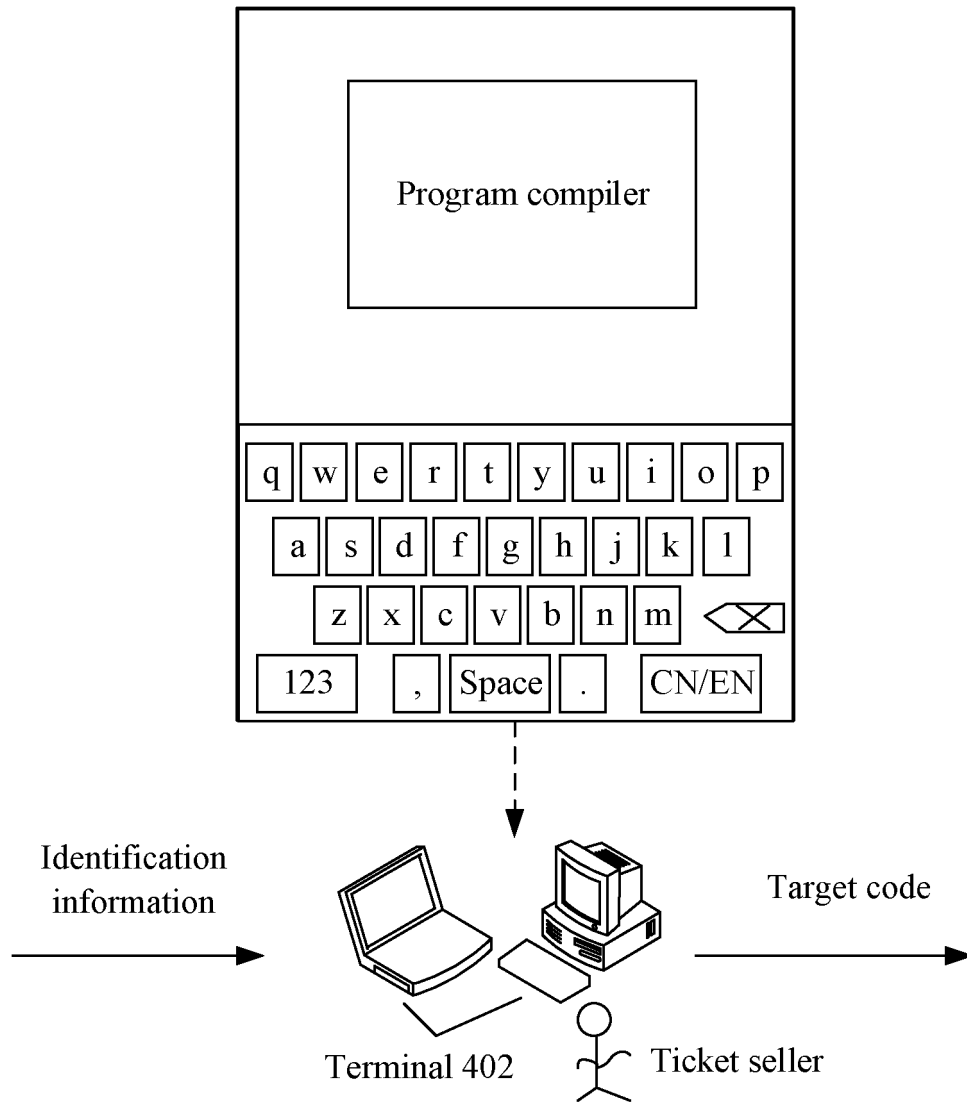 Program compiler
q w e r t y u i o p
a s d f g h j k l
z x c v b n m
123 , Space . CN/EN
Identification
information
Target code
Terminal 402
Ticket seller